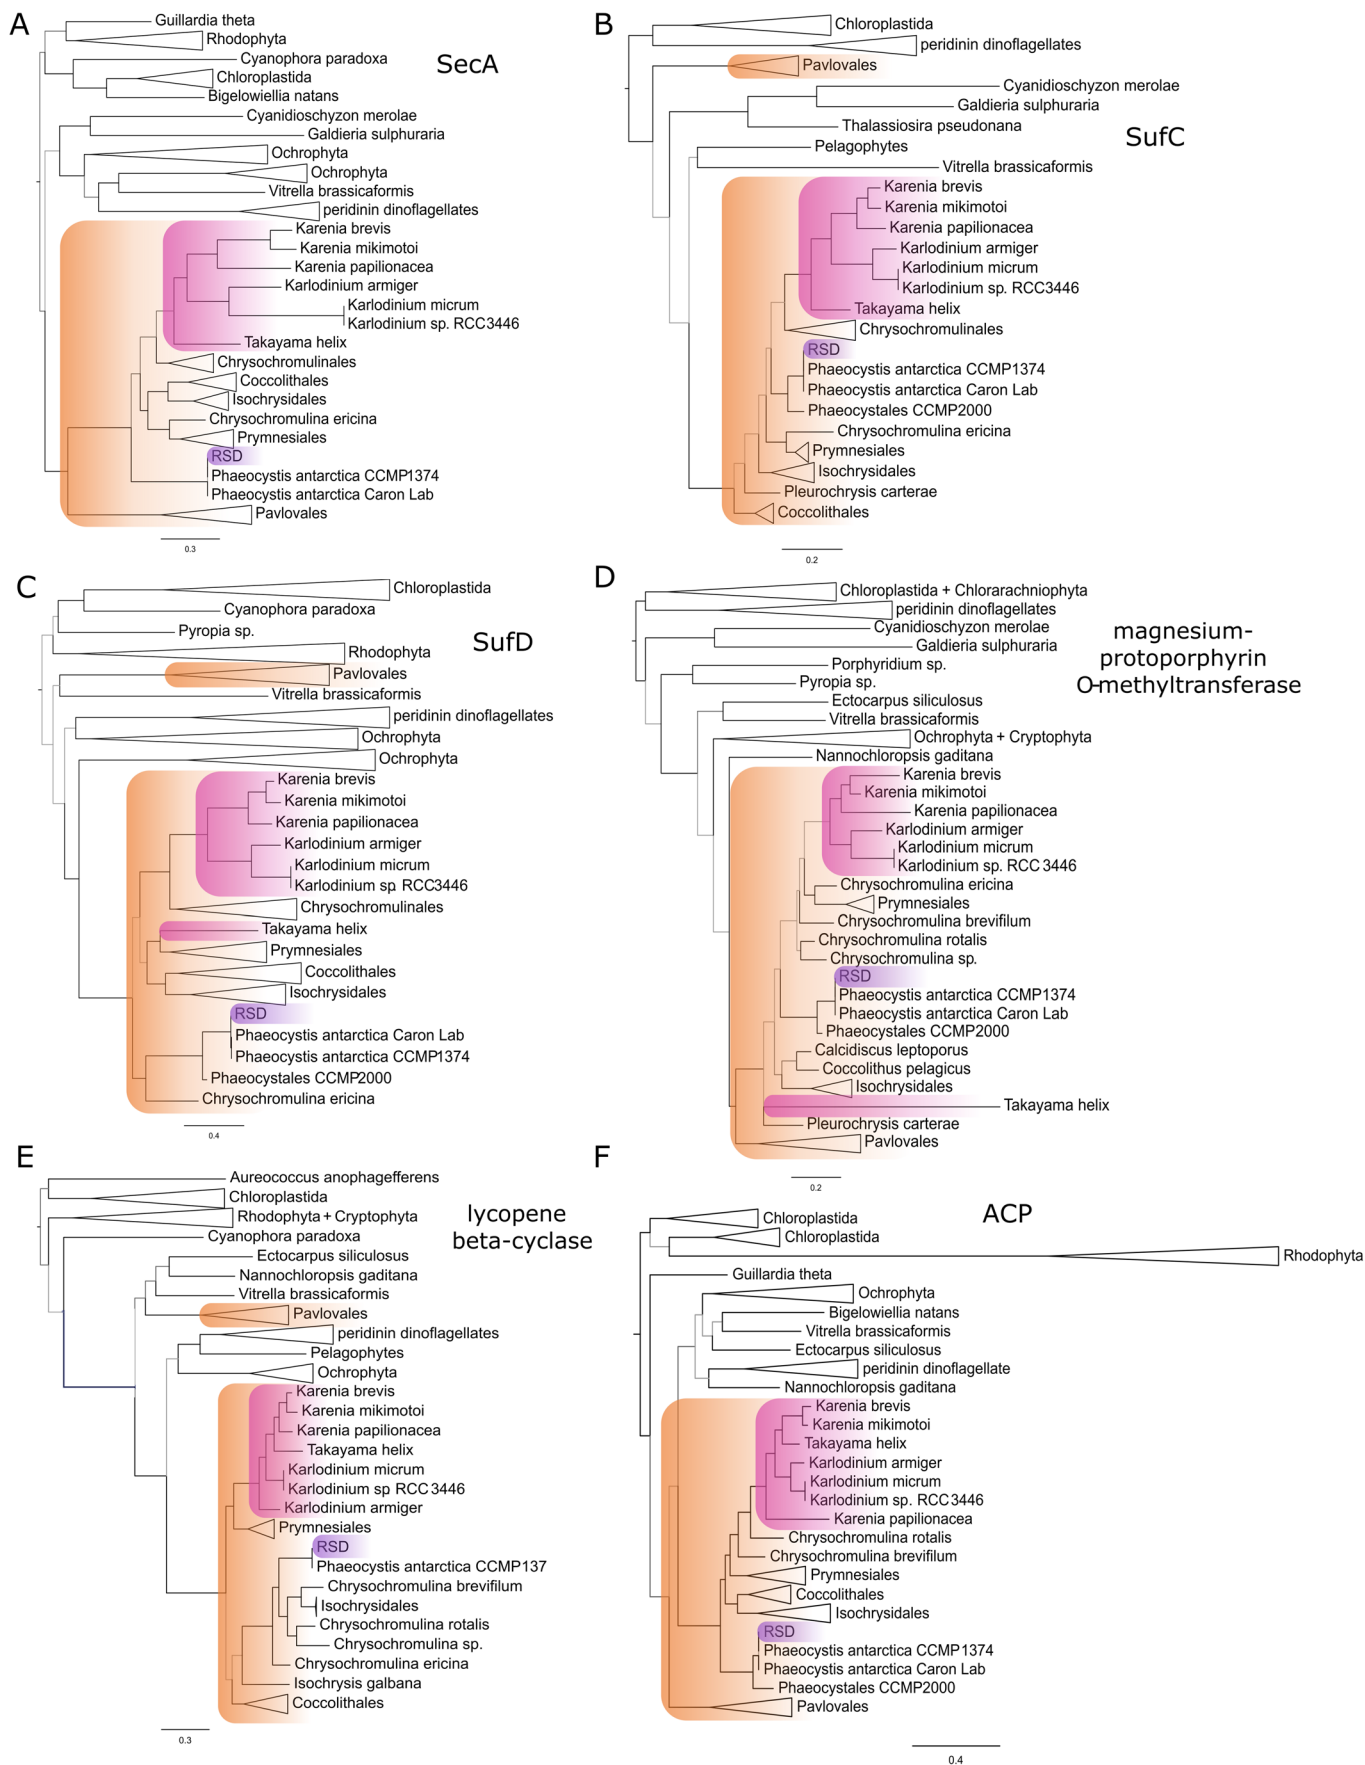 A
SecA
Guillardia theta
Rhodophyta
Cyanophora paradoxa
Chloroplastida
Bigelowiellia natans
Cyanidioschyzon merolae
Galdieria sulphuraria
Ochrophyta
Ochrophyta
Vitrella brassicaformis
peridinin dinoflagellates
Karenia brevis
Karenia mikimotoi
Karenia papilionacea
Karlodinium armiger
Karlodinium micrum
Karlodinium sp. RCC3446
Takayama helix
Chrysochromulinales
Coccolithales
Isochrysidales
Chrysochromulina ericina
Prymnesiales
RSD
Phaeocystis antarctica CCMP1374
Phaeocystis antarctica Caron Lab
Pavlovales
0.3
B
SufC
Chloroplastida
peridinin dinoflagellates
Pavlovales
Cyanidioschyzon merolae
Galdieria sulphuraria
Thalassiosira pseudonana
Pelagophytes
Vitrella brassicaformis
Karenia brevis
Karenia mikimotoi
Karenia papilionacea
Karlodinium armiger
Karlodinium micrum
Karlodinium sp. RCC3446
Takayama helix
Chrysochromulinales
RSD
Phaeocystis antarctica CCMP1374
Phaeocystis antarctica Caron Lab
Phaeocystales CCMP2000
Chrysochromulina ericina
Prymnesiales
Isochrysidales
Pleurochrysis carterae
Coccolithales
0.2
C
SufD
Chloroplastida
Cyanophora paradoxa
Pyropia sp.
Rhodophyta
Pavlovales
Vitrella brassicaformis
peridinin dinoflagellates
Ochrophyta
Ochrophyta
Karenia brevis
Karenia mikimotoi
Karenia papilionacea
Karlodinium armiger
Karlodinium micrum
Karlodinium sp. RCC3446
Chrysochromulinales
Takayama helix
Prymnesiales
Coccolithales
Isochrysidales
RSD
Phaeocystis antarctica Caron Lab
Phaeocystis antarctica CCMP1374
Phaeocystales CCMP2000
Chrysochromulina ericina
0.4
D
magnesium-
protoporphyrin
O-methyltransferase
Chloroplastida + Chlorarachniophyta
peridinin dinoflagellates
Cyanidioschyzon merolae
Galdieria sulphuraria
Porphyridium sp.
Pyropia sp.
Ectocarpus siliculosus
Vitrella brassicaformis
Ochrophyta + Cryptophyta
Nannochloropsis gaditana
Karenia brevis
Karenia mikimotoi
Karenia papilionacea
Karlodinium armiger
Karlodinium micrum
Karlodinium sp. RCC 3446
Chrysochromulina ericina
Prymnesiales
Chrysochromulina brevifilum
Chrysochromulina rotalis
Chrysochromulina sp.
RSD
Phaeocystis antarctica CCMP1374
Phaeocystis antarctica Caron Lab
Phaeocystales CCMP2000
Calcidiscus leptoporus
Coccolithus pelagicus
Isochrysidales
Takayama helix
Pleurochrysis carterae
Pavlovales
0.2
E
lycopene
beta-cyclase
Aureococcus anophagefferens
Chloroplastida
Rhodophyta + Cryptophyta
Cyanophora paradoxa
Ectocarpus siliculosus
Nannochloropsis gaditana
Vitrella brassicaformis
Pavlovales
peridinin dinoflagellates
Pelagophytes
Ochrophyta
Karenia brevis
Karenia mikimotoi
Karenia papilionacea
Takayama helix
Karlodinium micrum
Karlodinium sp RCC 3446
Karlodinium armiger
Prymnesiales
RSD
Phaeocystis antarctica CCMP137
Chrysochromulina brevifilum
Isochrysidales
Chrysochromulina rotalis
Chrysochromulina sp.
Chrysochromulina ericina
Isochrysis galbana
Coccolithales
0.3
F
ACP
Chloroplastida
Chloroplastida
Rhodophyta
Guillardia theta
Ochrophyta
Bigelowiellia natans
Vitrella brassicaformis
Ectocarpus siliculosus
peridinin dinoflagellate
Nannochloropsis gaditana
Karenia brevis
Karenia mikimotoi
Takayama helix
Karlodinium armiger
Karlodinium micrum
Karlodinium sp. RCC3446
Karenia papilionacea
Chrysochromulina rotalis
Chrysochromulina brevifilum
Prymnesiales
Coccolithales
Isochrysidales
RSD
Phaeocystis antarctica CCMP1374
Phaeocystis antarctica Caron Lab
Phaeocystales CCMP2000
Pavlovales
0.4